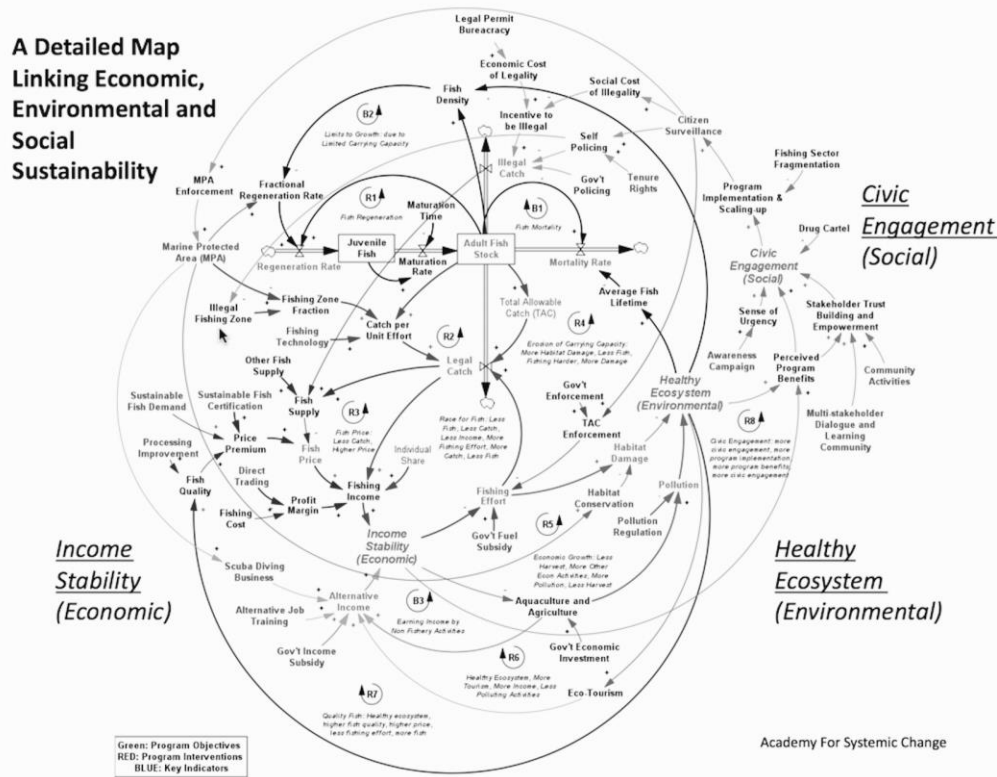 A Detailed Map
Linking Economic,
Environmental and
Social
Sustainability
Legal Permit
Bureacracy
Economic Cost
of Legality
Social Cost
of Illegality
Fish
Density
Incentive to
be Illegal
Citizen
Surveillance
B2
Limits to Growth: due to
Limited Carrying Capacity
Self
Policing
Illegal
Catch
Fishing Sector
Fragmentation
MPA
Enforcement
Fractional
Regeneration Rate
Gov't
Policing
Tenure
Rights
Program
Implementation &
Scaling-up
Civic
Engagement
(Social)
R1
Fish Regeneration
Maturation
Time
B1
Fish Mortality
Drug Cartel
Marine Protected
Area (MPA)
Juvenile
Fish
Adult Fish
Stock
Regeneration Rate
Maturation
Rate
Mortality Rate
Civic
Engagement
(Social)
Illegal
Fishing Zone
Fishing Zone
Fraction
Average Fish
Lifetime
Total Allowable
Catch (TAC)
Stakeholder Trust
Building and
Empowerment
Sense of
Urgency
Fishing
Technology
Catch per
Unit Effort
R2
R4
Erosion of Carrying Capacity:
More Habitat Damage, Less Fish,
Fishing Harder, More Damage
Other Fish
Supply
Legal
Catch
Awareness
Campaign
Perceived
Program
Benefits
Community
Activities
Healthy
Ecosystem
(Environmental)
Sustainable
Fish Demand
Sustainable Fish
Certification
Fish
Supply
R3
Fish Price:
Less Catch,
Higher Price
Race for Fish: Less
Fish, Less Catch,
Less Income, More
Fishing Effort, More
Catch, Less Fish
Gov't
Enforcement
TAC
Enforcement
R8
Civic Engagement: more
civic engagement, more
program implementation,
more program benefits,
more civic engagement
Multi-stakeholder
Dialogue and Learning
Community
Processing
Improvement
Price
Premium
Fish
Price
Individual
Share
Habitat
Damage
Fish
Quality
Direct
Trading
Fishing
Income
Fishing
Effort
Pollution
Fishing
Cost
Profit
Margin
Habitat
Conservation
Pollution
Regulation
Income
Stability
(Economic)
Gov't Fuel
Subsidy
R5
Economic Growth: Less
Harvest, More Other
Econ Activities, More
Pollution, Less Harvest
Income
Stability
(Economic)
Healthy
Ecosystem
(Environmental)
Scuba Diving
Business
Alternative
Income
B3
Earning Income by
Non Fishery Activities
Aquaculture and
Agriculture
Alternative Job
Training
Gov't Income
Subsidy
Gov't Economic
Investment
R6
Healthy Ecosystem, More
Tourism, More Income, Less
Polluting Activities
Eco-Tourism
R7
Quality Fish: Healthy ecosystem,
higher fish quality, higher price,
less fishing effort, more fish
Green: Program Objectives
RED: Program Interventions
BLUE: Key Indicators
Academy For Systemic Change